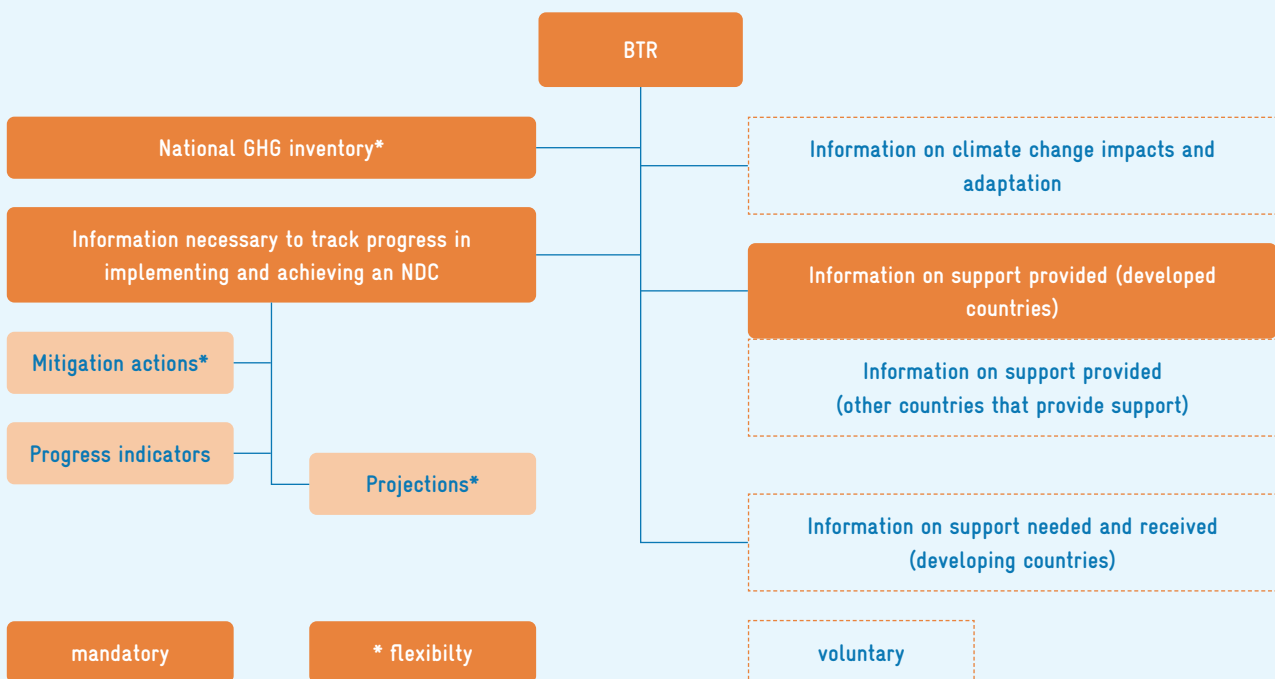 BTR
National GHG inventory*
Information necessary to track progress in
implementing and achieving an NDC
Mitigation actions*
Progress indicators
Projections*
Information on climate change impacts and
adaptation
Information on support provided (developed
countries)
Information on support provided
(other countries that provide support)
Information on support needed and received
(developing countries)
mandatory
* flexibilty
voluntary